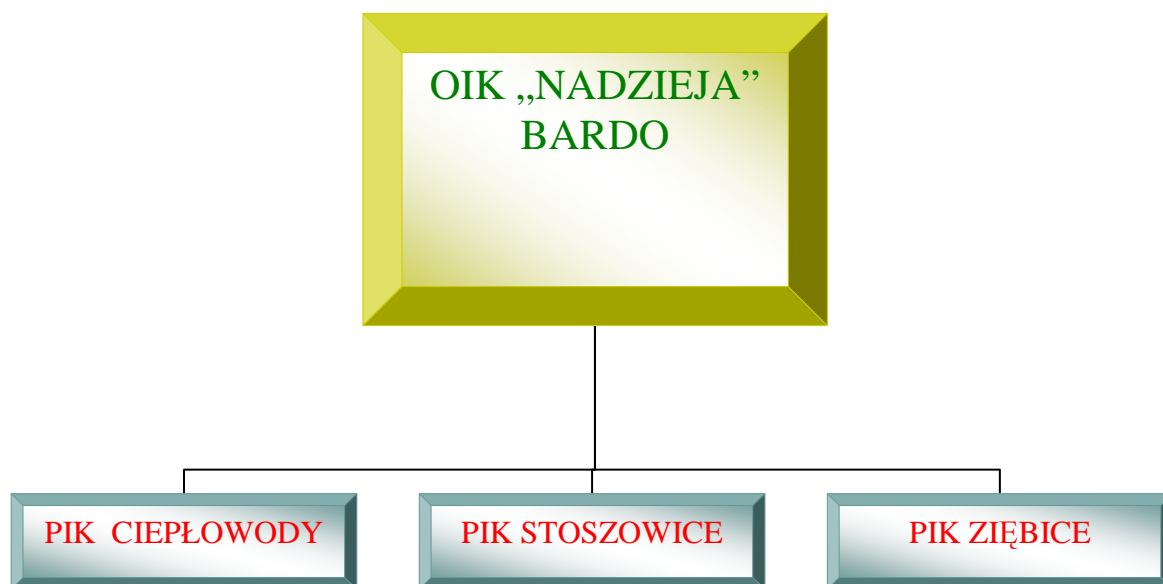 OIK „NADZIEJA”
BARDO
PIK CIEPŁOWODY
PIK STOSZOWICE
PIK ZIĘBICE